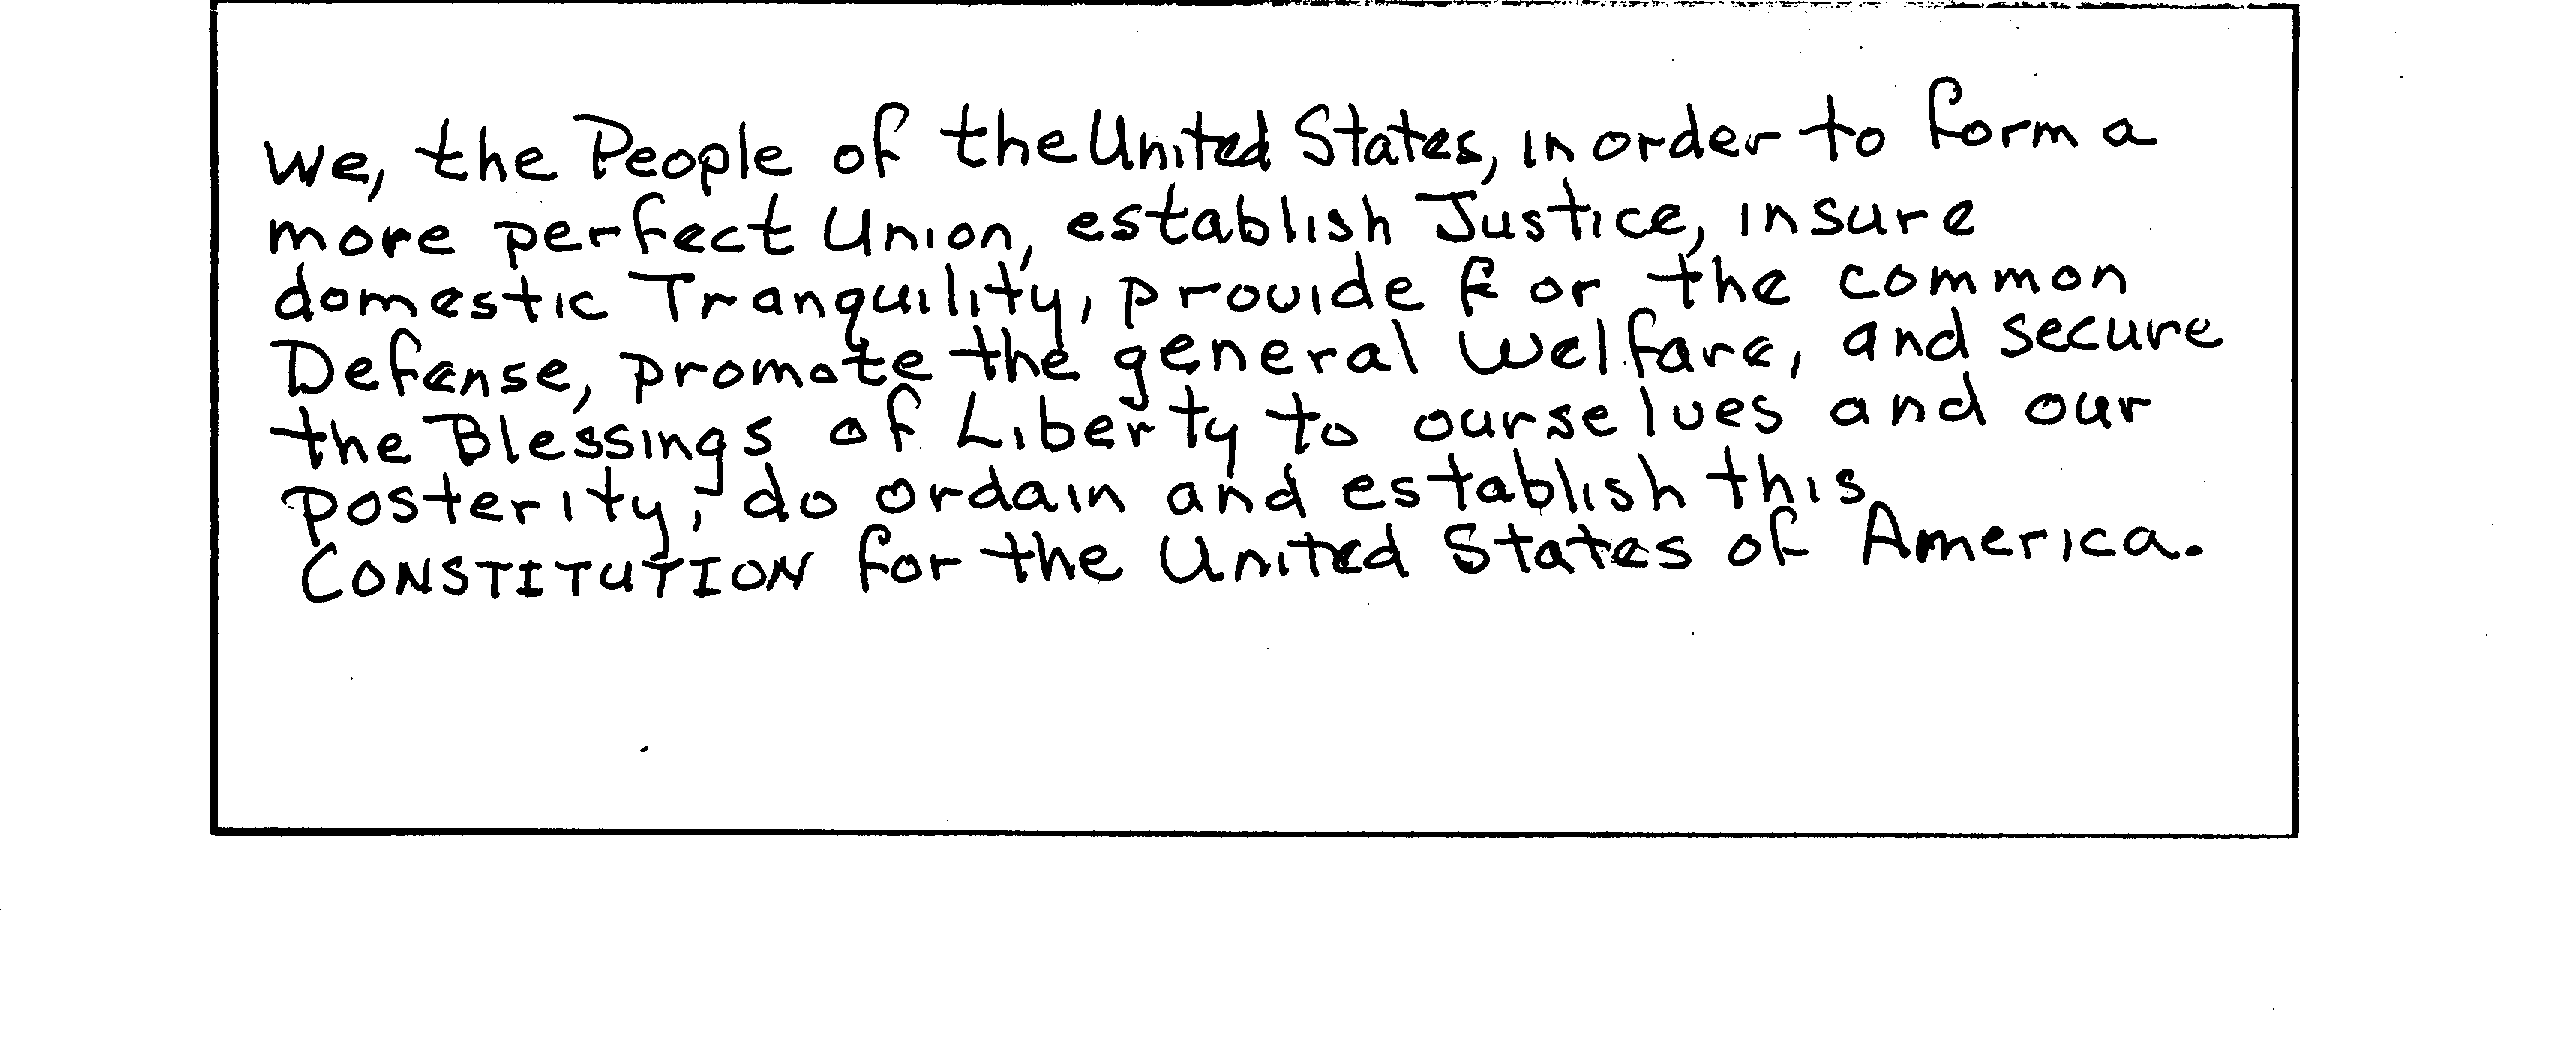 We, the People of the United States, in order to form a
more perfect Union, establish Justice, insure
domestic Tranquility, provide for the common
Defense, promote the general Welfare, and secure
the Blessings of Liberty to ourselves and our
posterity, do ordain and establish this
CONSTITUTION for the United States of America.